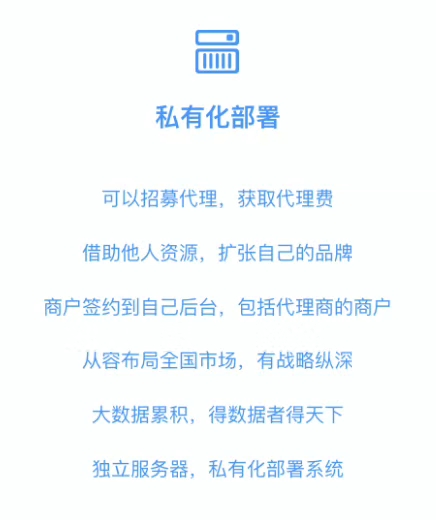 私有化部署
可以招募代理，获取代理费
借助他人资源，扩张自己的品牌
商户签约到自己后台，包括代理商的商户
从容布局全国市场，有战略纵深
大数据累积，得数据者得天下
独立服务器，私有化部署系统